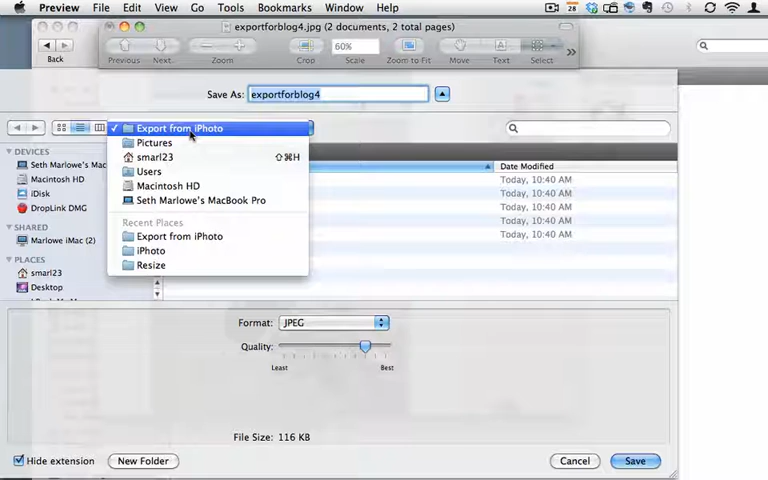 Preview File Edit View Go Tools Bookmarks Window Help
28
exportforblog4.jpg (2 documents, 2 total pages)
Back
Previous Next Zoom Crop 60% Scale Zoom to Fit Move Text Select
Save As: exportforblog4
Export from iPhoto
Pictures
smarl23 ⇧⌘H
Users
Macintosh HD
Seth Marlowe's MacBook Pro
Recent Places
Export from iPhoto
iPhoto
Resize
DEVICES
Seth Marlowe's Mac
Macintosh HD
iDisk
DropLink DMG
SHARED
Marlowe iMac (2)
PLACES
smarl23
Desktop
Date Modified
Today, 10:40 AM
Today, 10:40 AM
Today, 10:40 AM
Today, 10:40 AM
Today, 10:40 AM
Format: JPEG
Quality:
Least Best
File Size: 116 KB
Hide extension New Folder Cancel Save